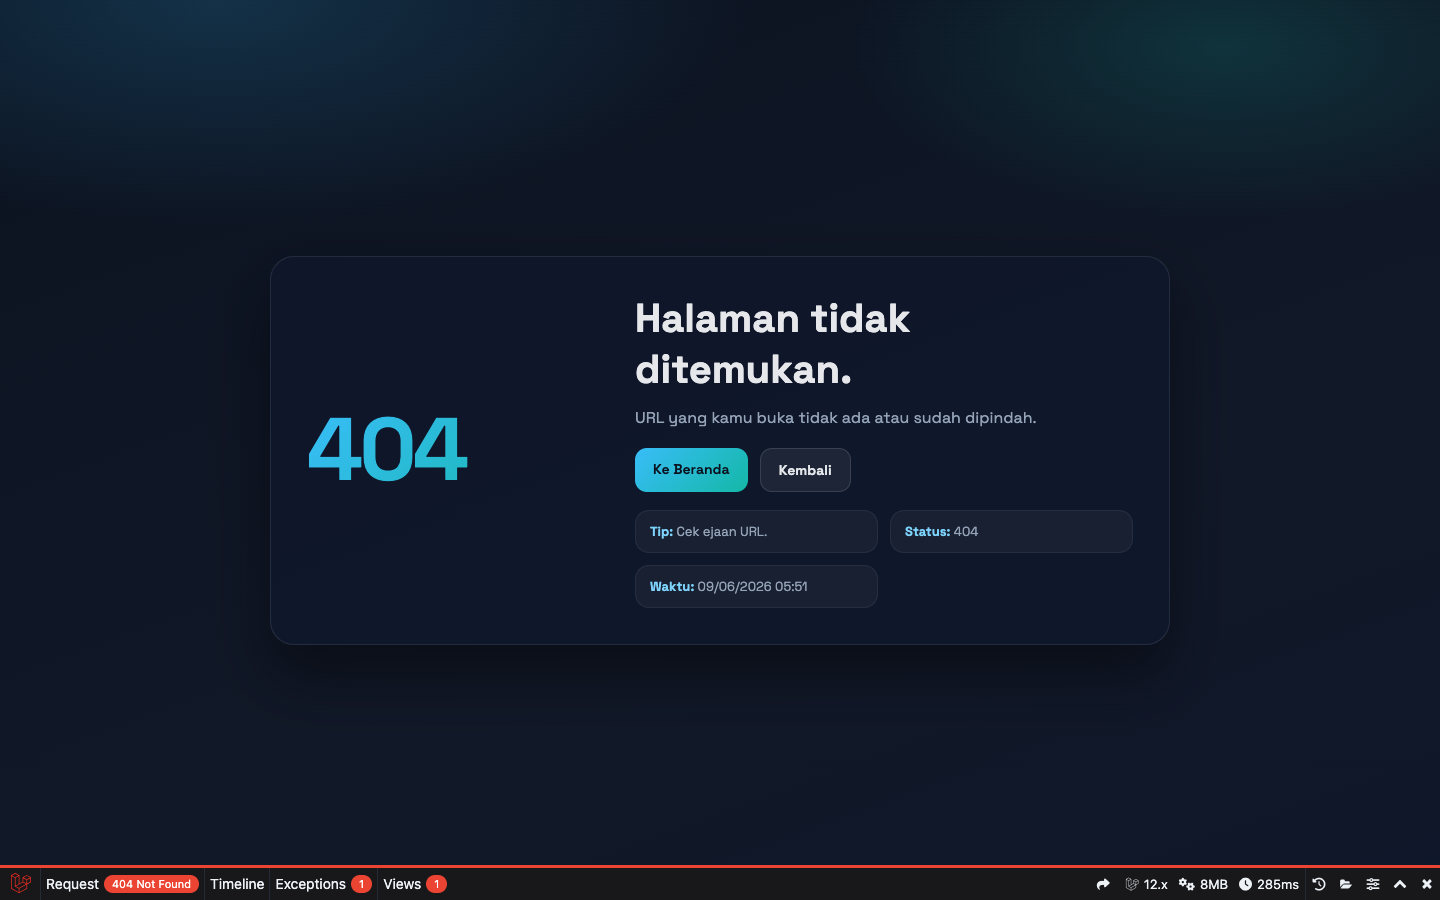 404
Halaman tidak
ditemukan.
URL yang kamu buka tidak ada atau sudah dipindah.
Ke Beranda
Kembali
Tip: Cek ejaan URL.
Status: 404
Waktu: 09/06/2026 05:51
Request 404 Not Found Timeline Exceptions 1 Views 1 12.x 8MB 285ms